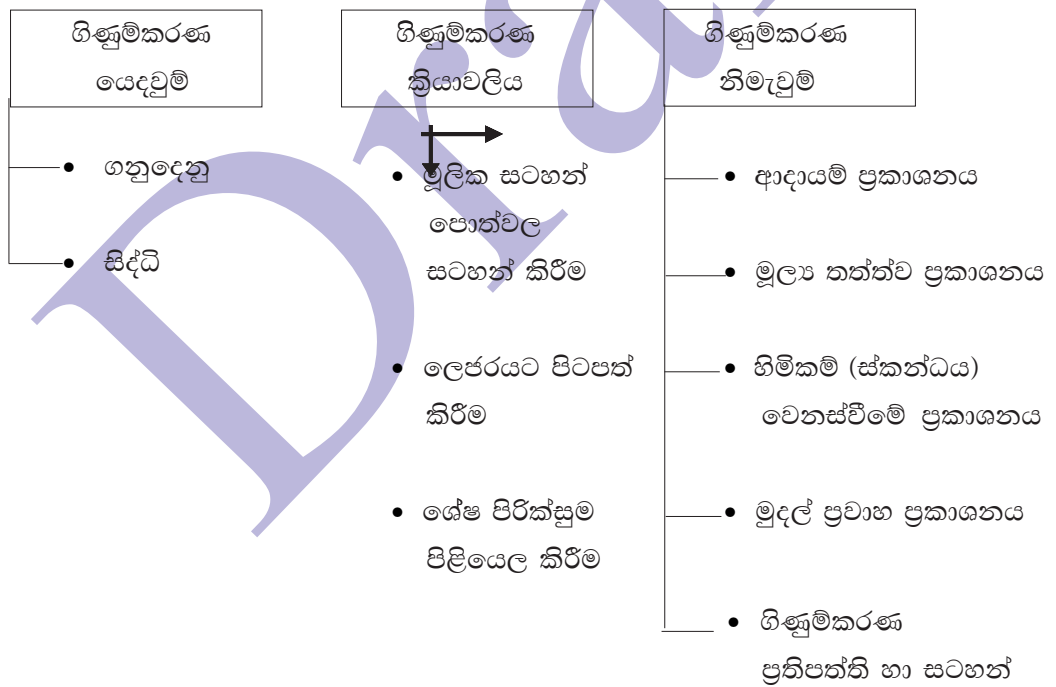 ගිණුම්කරණ
යෙදවුම්
• ගනුදෙනු
• සිද්ධි
ගිණුම්කරණ
ක්‍රියාවලිය
• මූලික සටහන්
පොත්වල
සටහන් කිරීම
• ලෙජරයට පිටපත්
කිරීම
• ශේෂ පිරික්සුම
පිළියෙල කිරීම
ගිණුම්කරණ
නිමැවුම්
• ආදායම් ප්‍රකාශනය
• මූල්‍ය තත්ත්ව ප්‍රකාශනය
• හිමිකම් (ස්කන්ධය)
වෙනස්වීමේ ප්‍රකාශනය
• මුදල් ප්‍රවාහ ප්‍රකාශනය
• ගිණුම්කරණ
ප්‍රතිපත්ති හා සටහන්